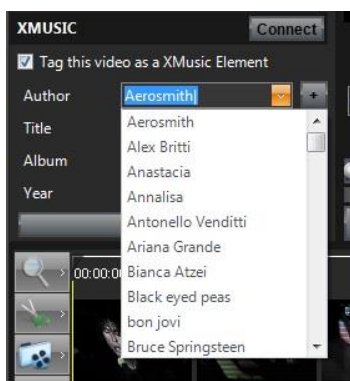 XMUSIC Connect
Tag this video as a XMusic Element
Author Aerosmith +
Title
Album
Year
Aerosmith
Alex Britti
Anastacia
Annalisa
Antonello Venditti
Ariana Grande
Bianca Atzei
Black eyed peas
bon jovi
Bruce Springsteen
00:00:0